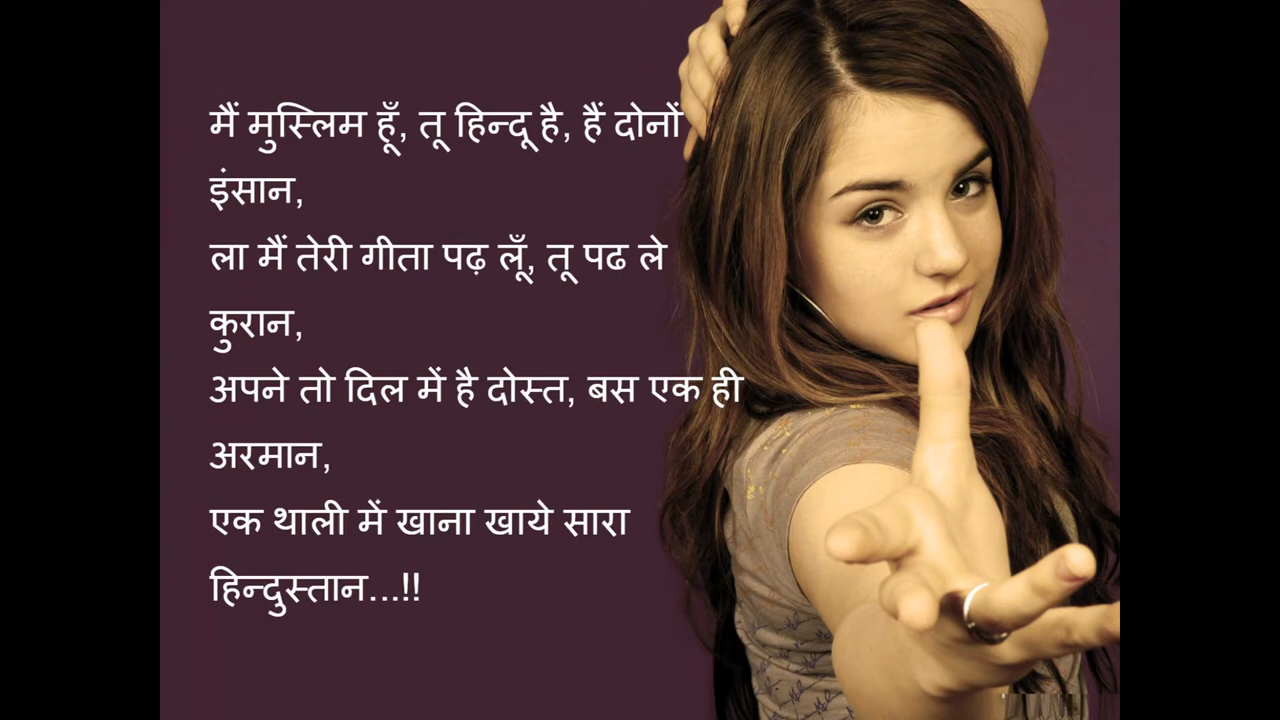 मैं मुस्लिम हूँ, तू हिन्दू है, हैं दोनों
इंसान,
ला मैं तेरी गीता पढ़ लूँ, तू पढ ले
कुरान,
अपने तो दिल में है दोस्त, बस एक ही
अरमान,
एक थाली में खाना खाये सारा
हिन्दुस्तान...!!